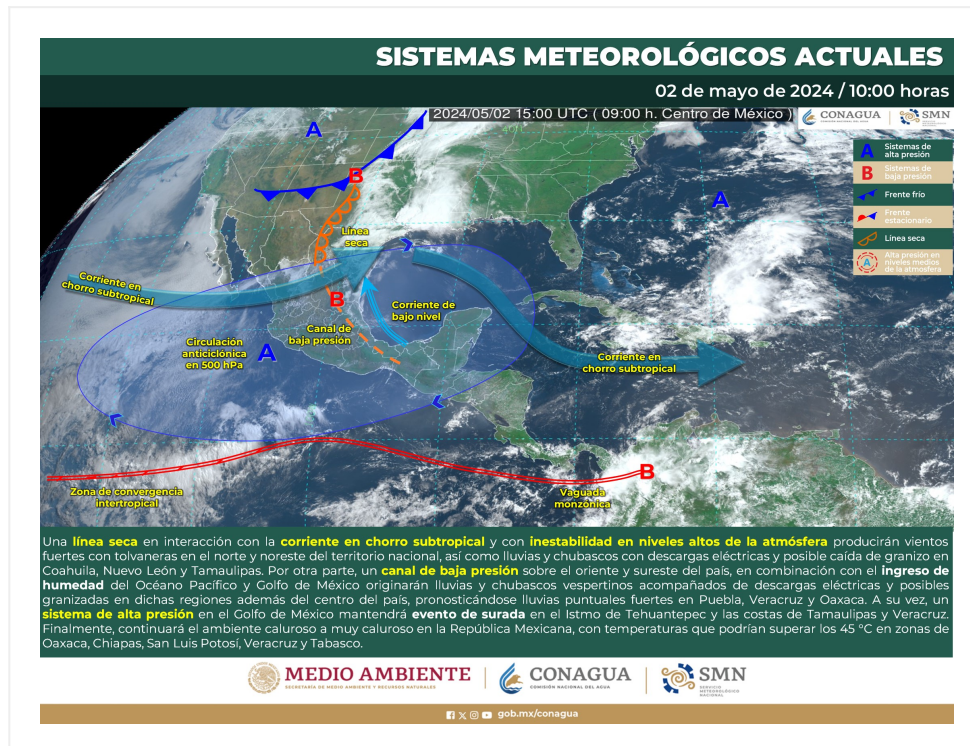 SISTEMAS METEOROLÓGICOS ACTUALES
02 de mayo de 2024 / 10:00 horas
2024/05/02 15:00 UTC ( 09:00 h. Centro de México )
CONAGUA
COMISIÓN NACIONAL DEL AGUA
SMN
A
Sistemas de
alta presión
B
Sistemas de
baja presión
Frente frío
Frente
estacionario
Línea seca
A
Alta presión en
niveles medios
de la atmósfera
A
B
A
Línea
seca
Corriente en
chorro subtropical
B
Corriente de
bajo nivel
Canal de
baja presión
Circulación
anticiclónica
en 500 hPa
A
Corriente en
chorro subtropical
B
Zona de convergencia
intertropical
Vaguada
monzónica
Una línea seca en interacción con la corriente en chorro subtropical y con inestabilidad en niveles altos de la atmósfera producirán vientos
fuertes con tolvaneras en el norte y noreste del territorio nacional, así como lluvias y chubascos con descargas eléctricas y posible caída de granizo en
Coahuila, Nuevo León y Tamaulipas. Por otra parte, un canal de baja presión sobre el oriente y sureste del país, en combinación con el ingreso de
humedad del Océano Pacífico y Golfo de México originarán lluvias y chubascos vespertinos acompañados de descargas eléctricas y posibles
granizadas en dichas regiones además del centro del país, pronosticándose lluvias puntuales fuertes en Puebla, Veracruz y Oaxaca. A su vez, un
sistema de alta presión en el Golfo de México mantendrá evento de surada en el Istmo de Tehuantepec y las costas de Tamaulipas y Veracruz.
Finalmente, continuará el ambiente caluroso a muy caluroso en la República Mexicana, con temperaturas que podrían superar los 45 °C en zonas de
Oaxaca, Chiapas, San Luis Potosí, Veracruz y Tabasco.
MEDIO AMBIENTE
SECRETARÍA DE MEDIO AMBIENTE Y RECURSOS NATURALES
CONAGUA
COMISIÓN NACIONAL DEL AGUA
SMN
SERVICIO
METEOROLÓGICO
NACIONAL
gob.mx/conagua